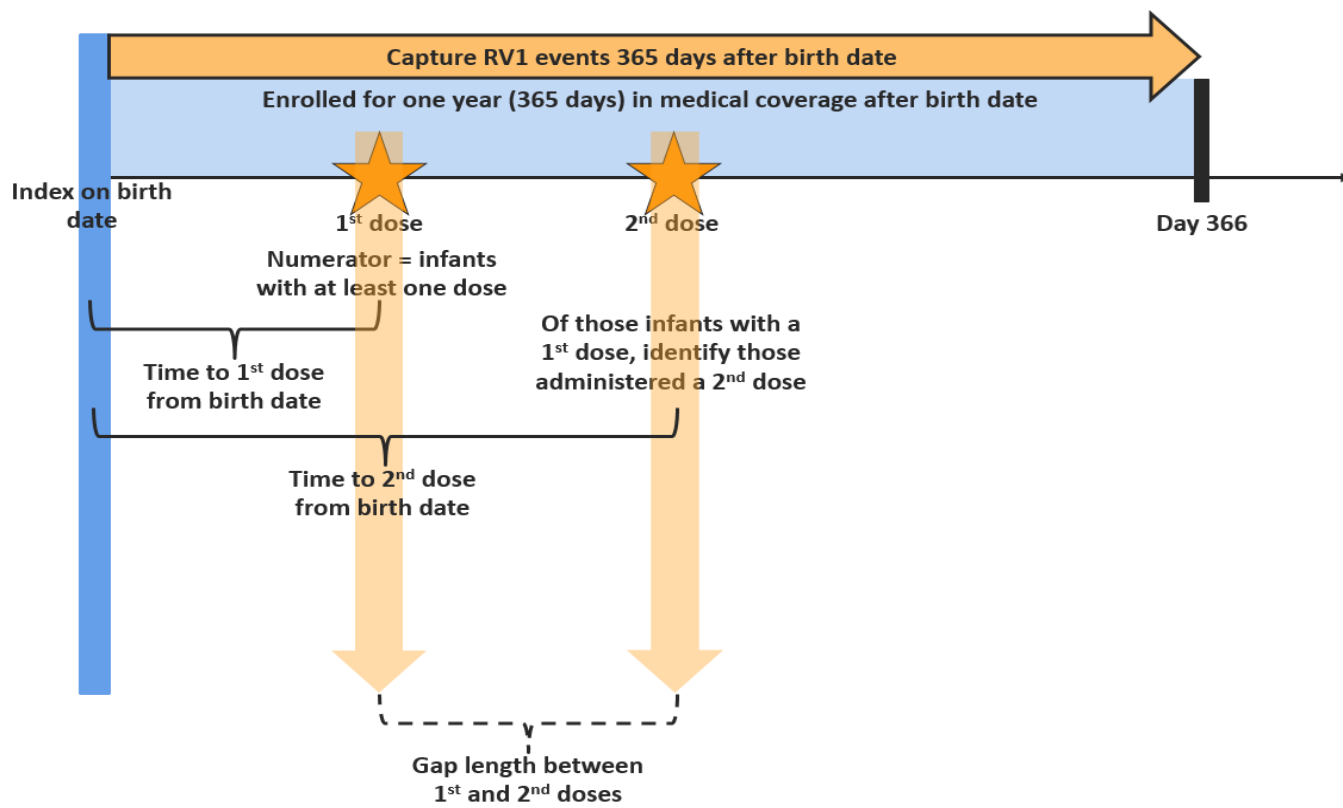 Capture RV1 events 365 days after birth date
Enrolled for one year (365 days) in medical coverage after birth date
Index on birth
date
1st dose
2nd dose
Day 366
Numerator = infants
with at least one dose
Of those infants with a
1st dose, identify those
administered a 2nd dose
Time to 1st dose
from birth date
Time to 2nd dose
from birth date
Gap length between
1st and 2nd doses